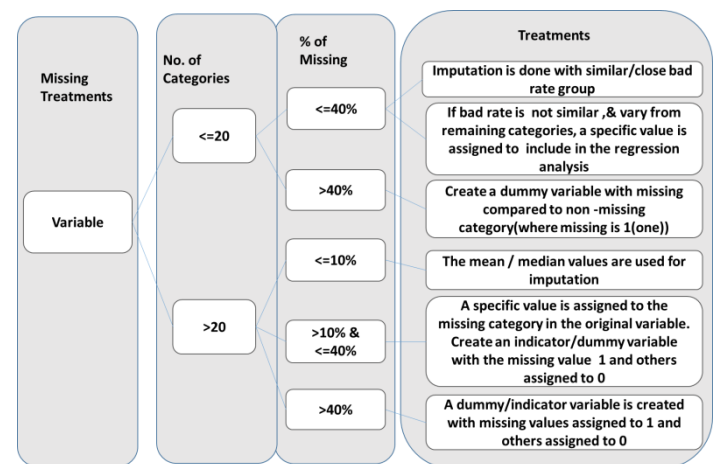 Missing
Treatments
No. of
Categories
% of
Missing
Treatments
Variable
<=20
>20
<=40%
>40%
<=10%
>10% &
<=40%
>40%
Imputation is done with similar/close bad
rate group
If bad rate is  not similar ,& vary from
remaining categories, a specific value is
assigned to  include in the regression
analysis
Create a dummy variable with missing
compared to non -missing
category(where missing is 1(one))
The mean / median values are used for
imputation
A specific value is assigned to the
missing category in the original variable.
Create an indicator/dummy variable
with the missing value  1 and others
assigned to 0
A dummy/indicator variable is created
with missing values assigned to 1 and
others assigned to 0